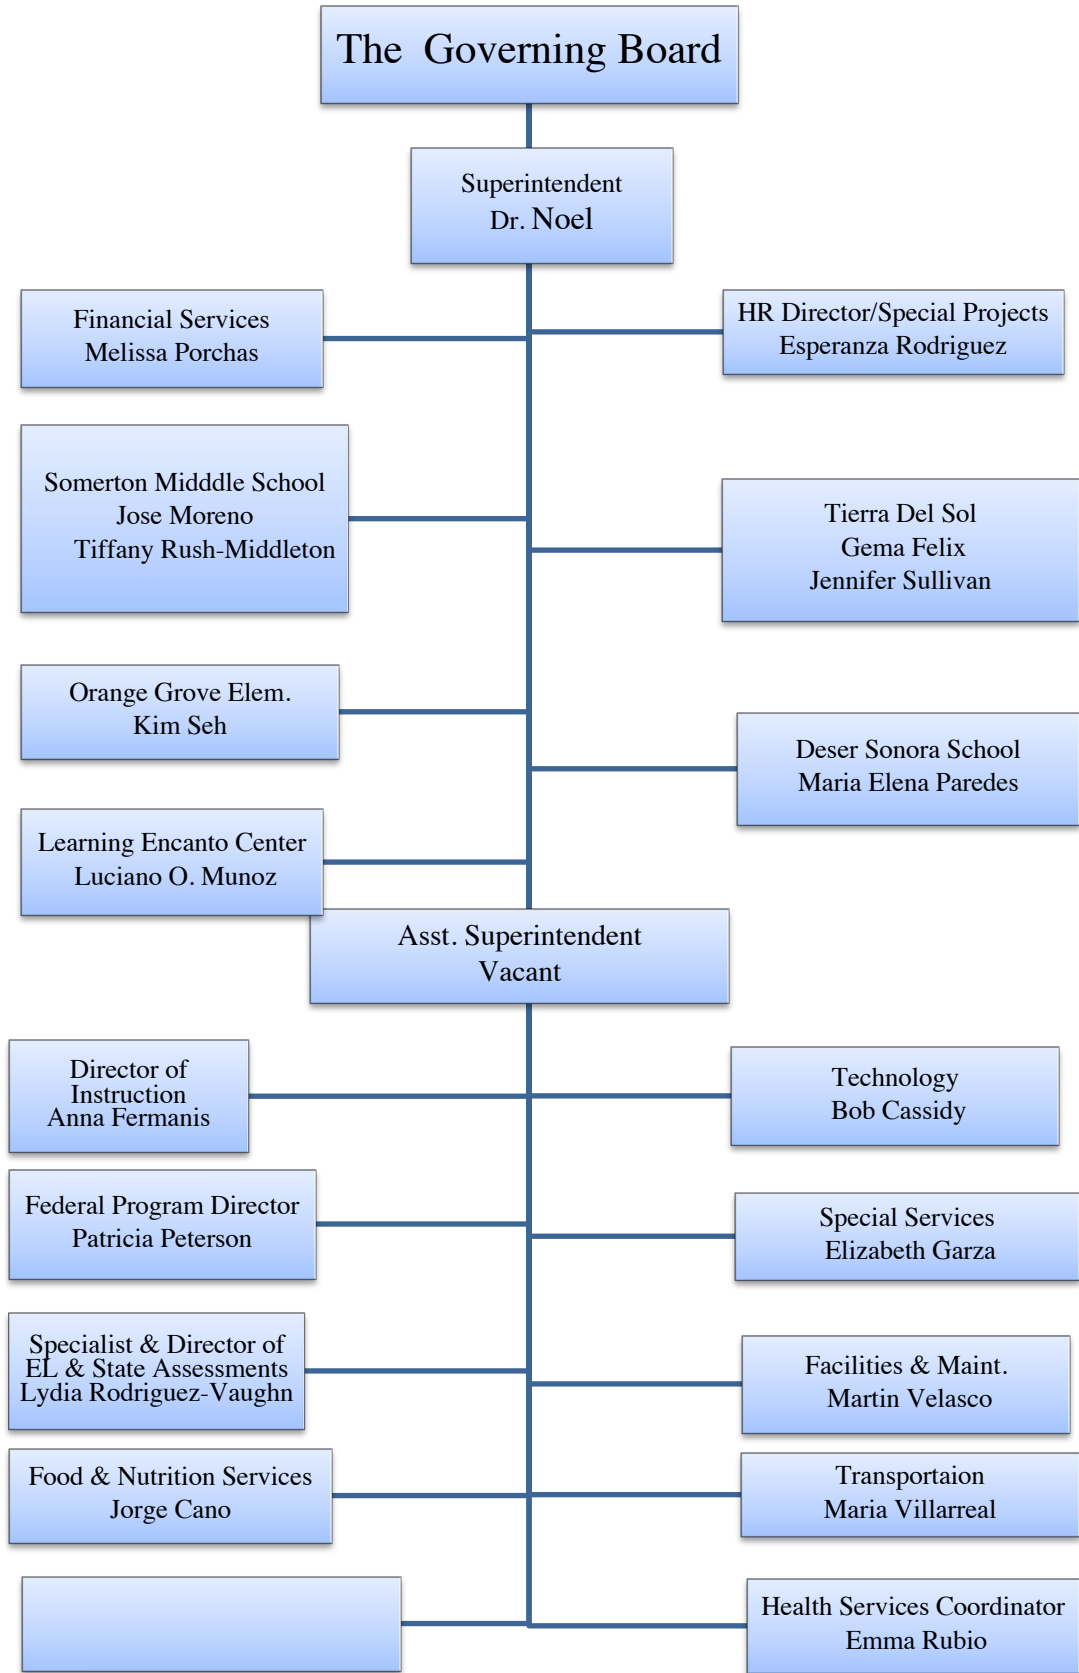 The Governing Board
Superintendent
Dr. Noel
Financial Services
Melissa Porchas
HR Director/Special Projects
Esperanza Rodriguez
Somerton Midddle School
Jose Moreno
Tiffany Rush-Middleton
Tierra Del Sol
Gema Felix
Jennifer Sullivan
Orange Grove Elem.
Kim Seh
Deser Sonora School
Maria Elena Paredes
Learning Encanto Center
Luciano O. Munoz
Asst. Superintendent
Vacant
Director of
Instruction
Anna Fermanis
Technology
Bob Cassidy
Federal Program Director
Patricia Peterson
Special Services
Elizabeth Garza
Specialist & Director of
EL & State Assessments
Lydia Rodriguez-Vaughn
Facilities & Maint.
Martin Velasco
Food & Nutrition Services
Jorge Cano
Transportaion
Maria Villarreal
Health Services Coordinator
Emma Rubio